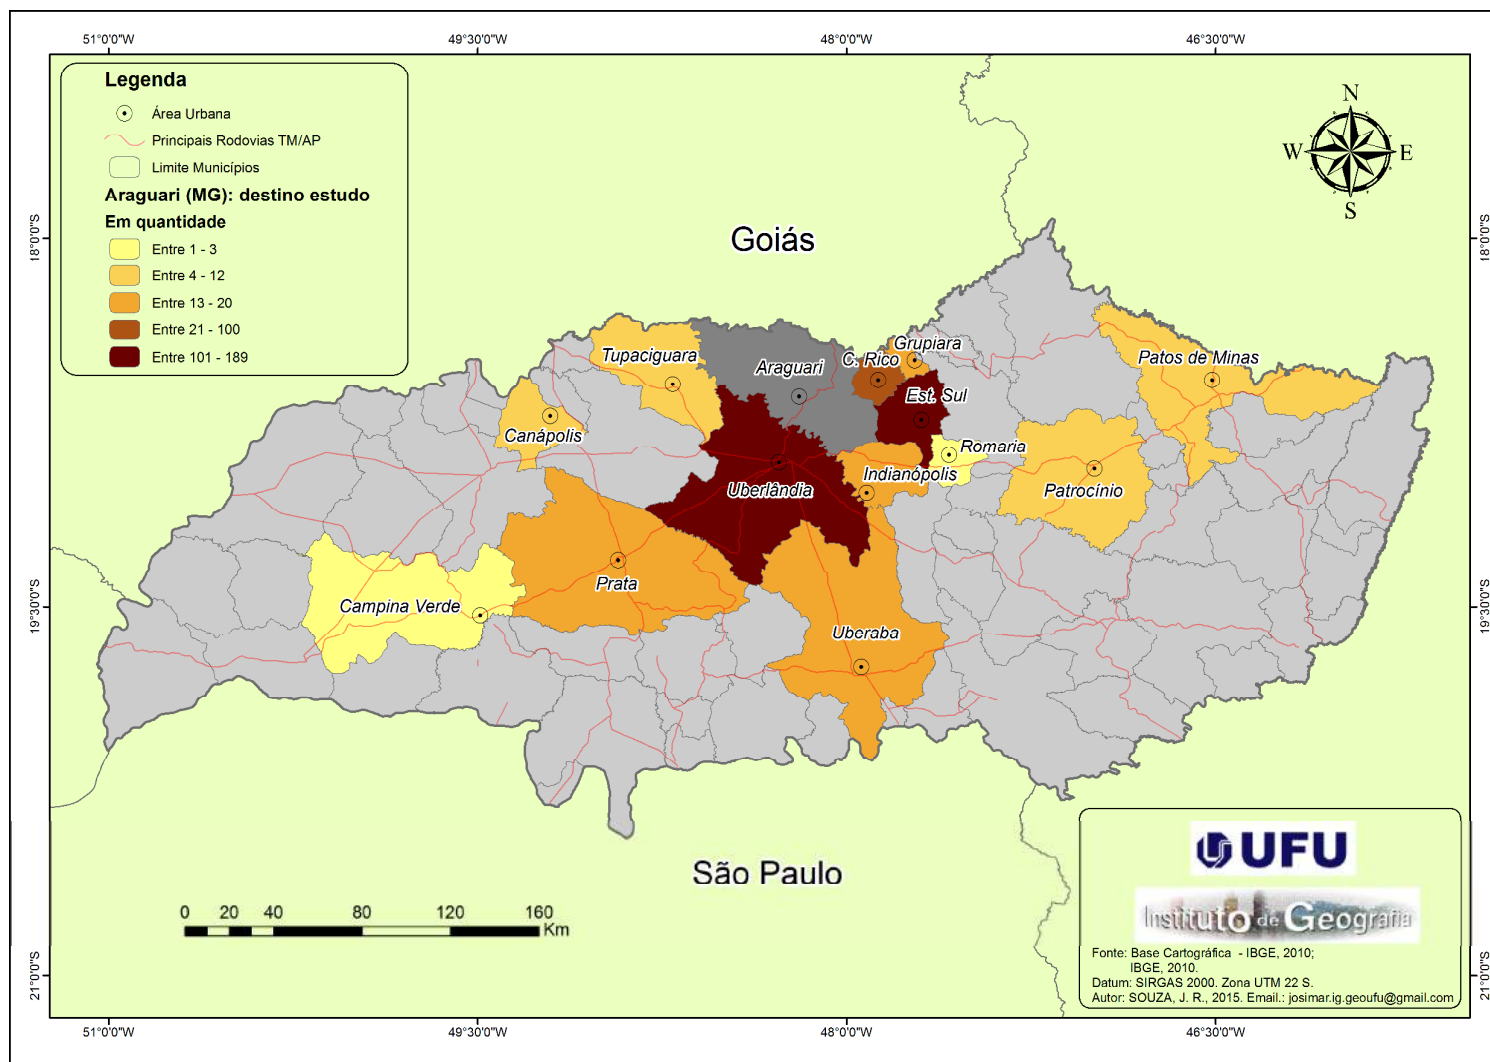 51°0'0"W 49°30'0"W 48°0'0"W 46°30'0"W
Legenda
Área Urbana
Principais Rodovias TM/AP
Limite Municípios
Araguari (MG): destino estudo
Em quantidade
Entre 1 - 3
Entre 4 - 12
Entre 13 - 20
Entre 21 - 100
Entre 101 - 189
N
W E
S
18°0'0"S 18°0'0"S
Goiás
Grupiara
Tupaciguara
Araguari
C. Rico
Patos de Minas
Est. Sul
Canápolis
Romaria
Indianópolis
Uberlândia
Patrocínio
Prata
Campina Verde
19°30'0"S 19°30'0"S
Uberaba
São Paulo
UFU
Instituto de Geografia
0 20 40 80 120 160
Km
Fonte: Base Cartográfica - IBGE, 2010;
IBGE, 2010.
Datum: SIRGAS 2000. Zona UTM 22 S.
Autor: SOUZA, J. R., 2015. Email.: josimar.ig.geoufu@gmail.com
21°0'0"S 21°0'0"S
51°0'0"W 49°30'0"W 48°0'0"W 46°30'0"W